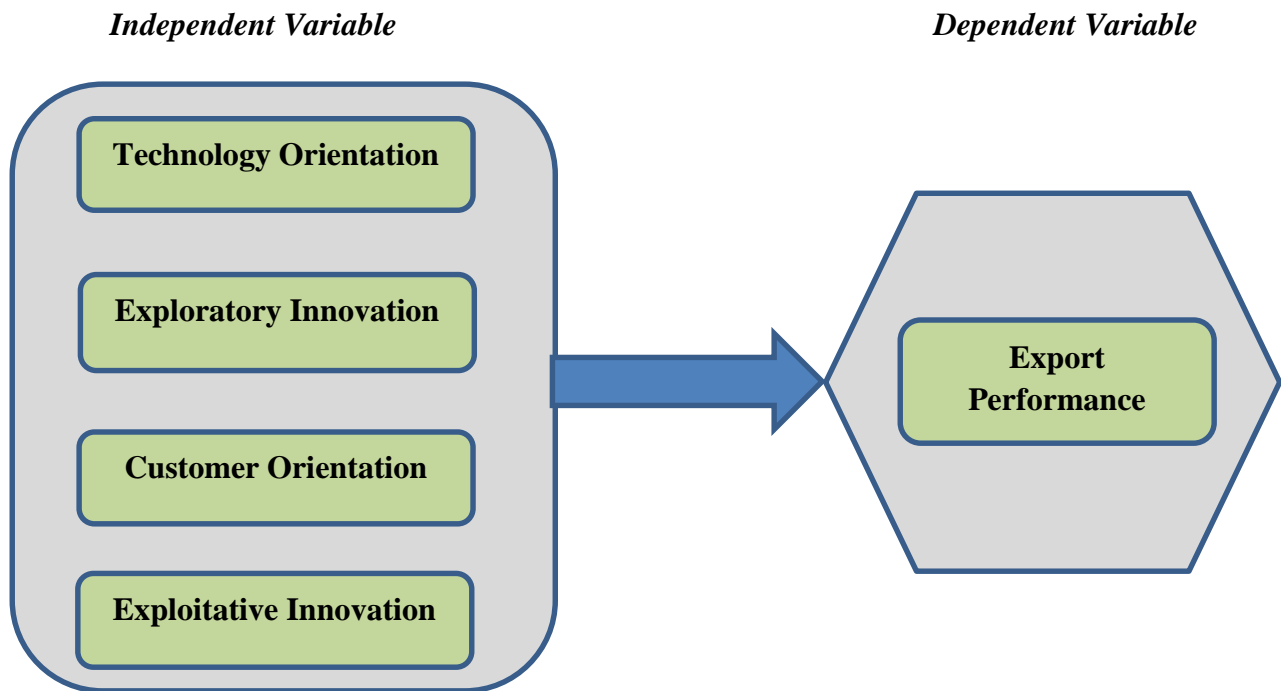 Independent Variable
Dependent Variable
Technology Orientation
Exploratory Innovation
Customer Orientation
Exploitative Innovation
Export
Performance